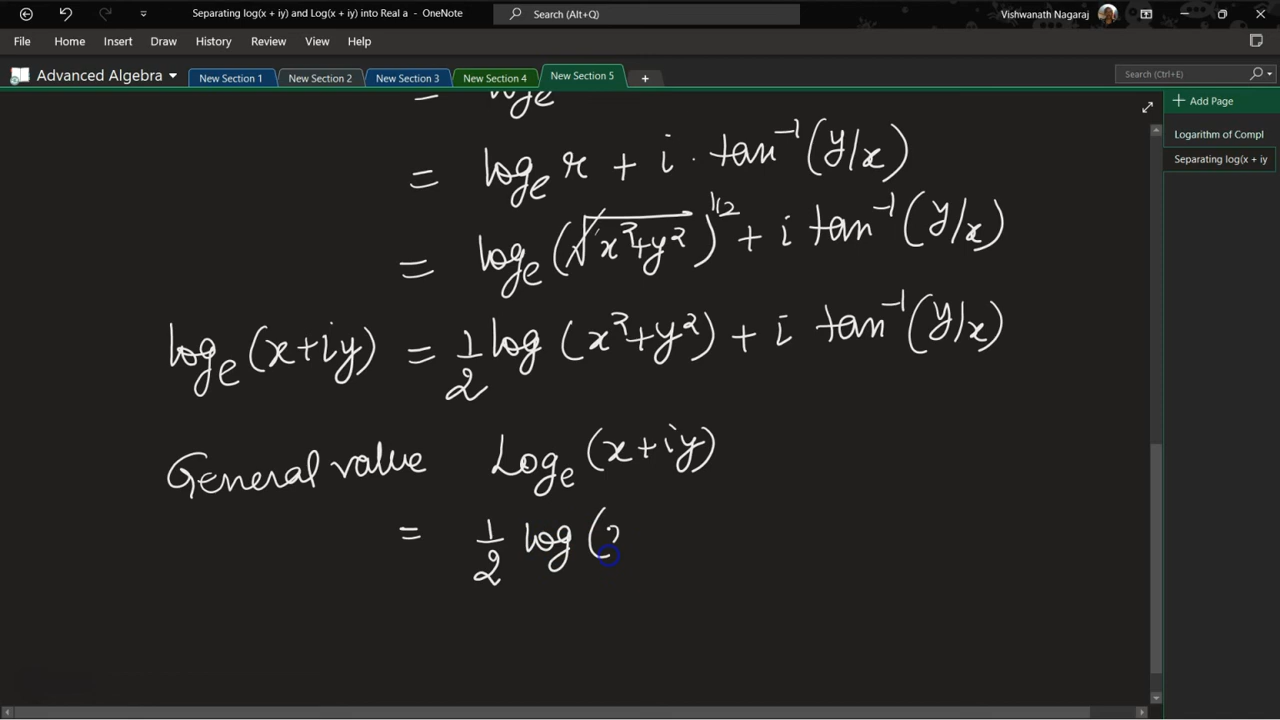 Separating log(x + iy) and Log(x + iy) into Real a - OneNote
Search (Alt+Q)
Vishwanath Nagaraj
File Home Insert Draw History Review View Help
Advanced Algebra
New Section 1 New Section 2 New Section 3 New Section 4 New Section 5 +
Search (Ctrl+E)
+ Add Page
Logarithm of Compl
Separating log(x + iy
= logₑ
= logₑ r + i · tan⁻¹(y/x)
= logₑ (√x²+y²)^1/2 + i tan⁻¹(y/x)
logₑ(x+iy) = 1/2 log (x²+y²) + i tan⁻¹(y/x)
General value Logₑ (x+iy)
= 1/2 log (